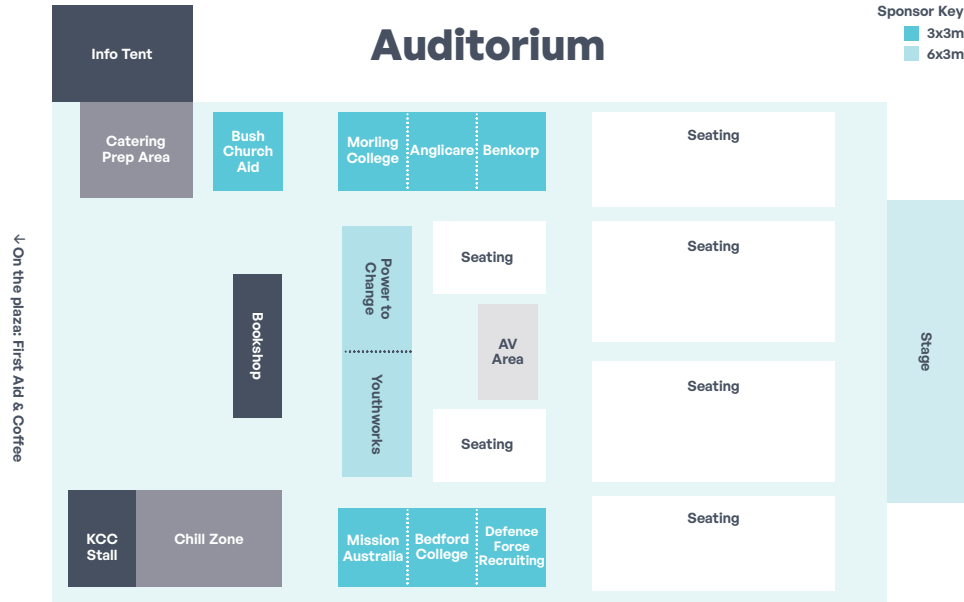 Auditorium
Sponsor Key
3x3m
6x3m
Info Tent
Catering
Prep Area
Bush
Church
Aid
Morling
College
Anglicare
Benkorp
Seating
↓ On the plaza: First Aid & Coffee
Bookshop
Power to
Change
Youthworks
Seating
AV
Area
Seating
Seating
Seating
Stage
KCC
Stall
Chill Zone
Mission
Australia
Bedford
College
Defence
Force
Recruiting
Seating